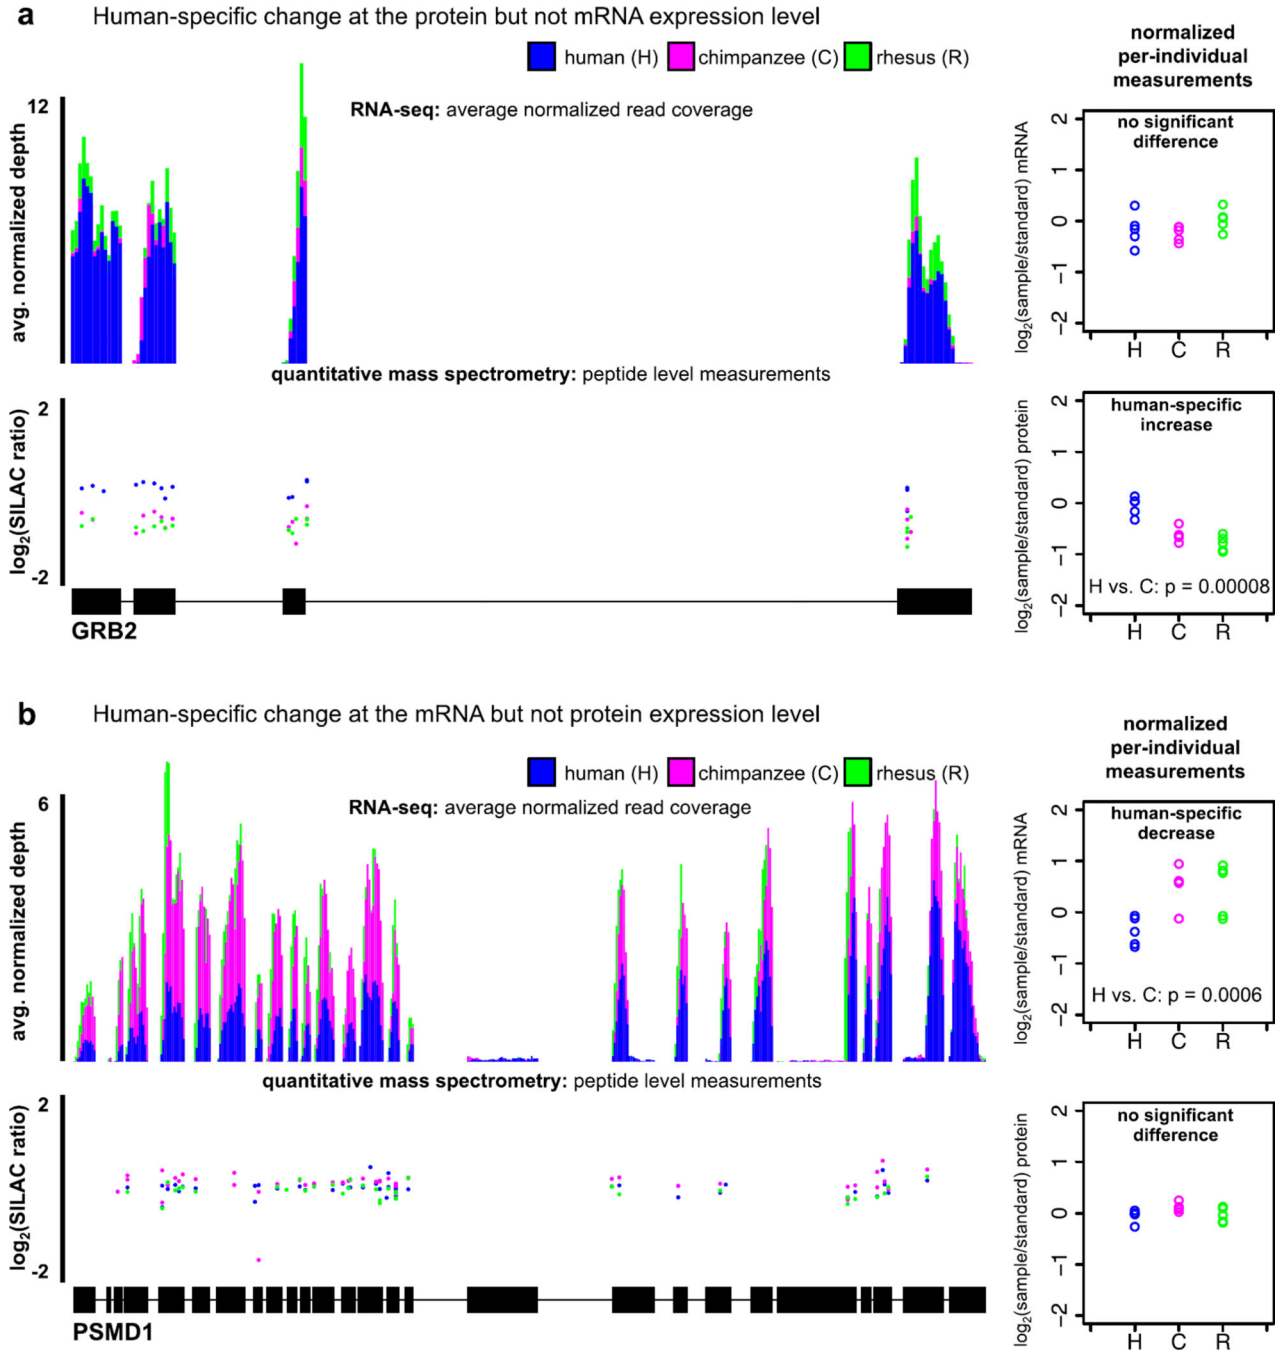 a Human-specific change at the protein but not mRNA expression level
human (H) chimpanzee (C) rhesus (R)
RNA-seq: average normalized read coverage
12
avg. normalized depth
quantitative mass spectrometry: peptide level measurements
2
log2(SILAC ratio)
-2
GRB2
normalized
per-individual
measurements
no significant
difference
log2(sample/standard) mRNA
2
1
0
-1
-2
H C R
human-specific
increase
log2(sample/standard) protein
2
1
0
-1
-2
H vs. C: p = 0.00008
H C R
b Human-specific change at the mRNA but not protein expression level
human (H) chimpanzee (C) rhesus (R)
RNA-seq: average normalized read coverage
6
avg. normalized depth
quantitative mass spectrometry: peptide level measurements
2
log2(SILAC ratio)
-2
PSMD1
normalized
per-individual
measurements
human-specific
decrease
log2(sample/standard) mRNA
2
1
0
-1
-2
H vs. C: p = 0.0006
H C R
no significant
difference
log2(sample/standard) protein
2
1
0
-1
-2
H C R